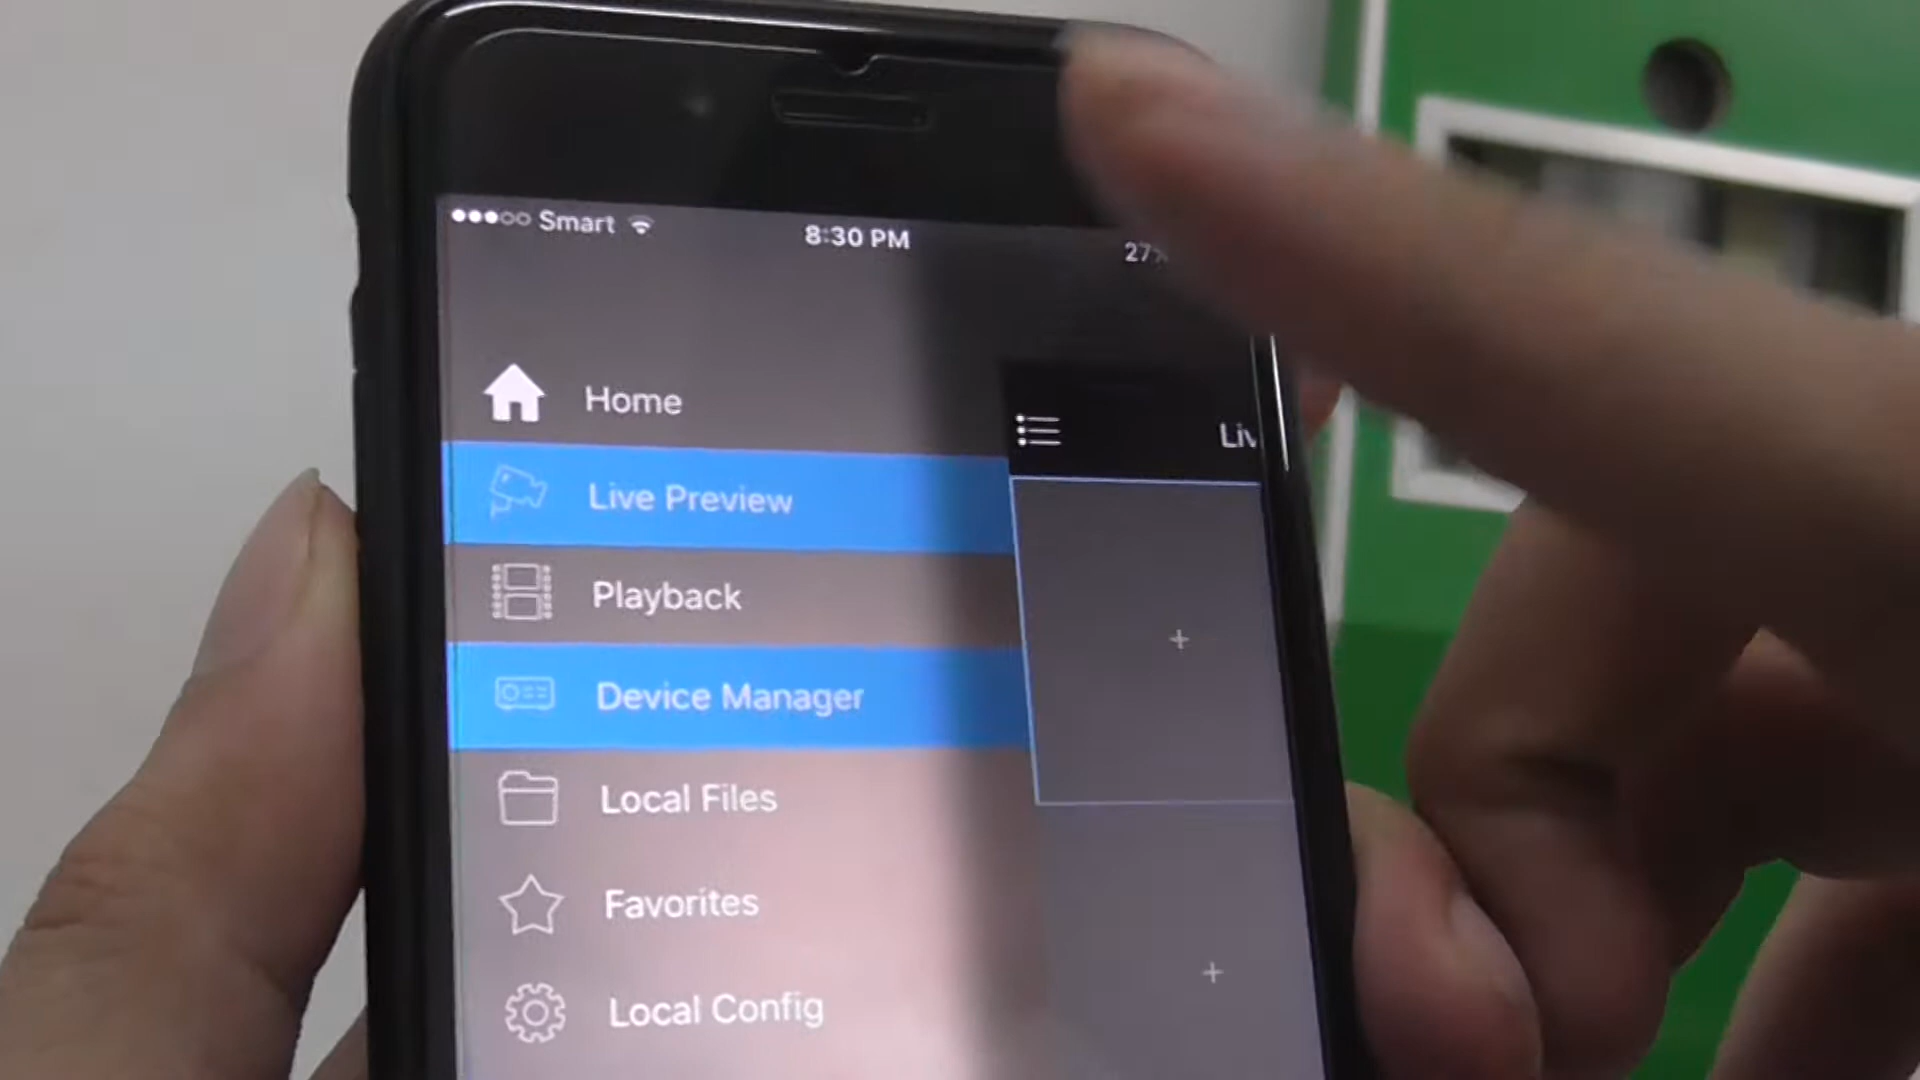 Smart 8:30 PM 27%
Home
Liv
Live Preview
Playback
Device Manager
Local Files
Favorites
Local Config